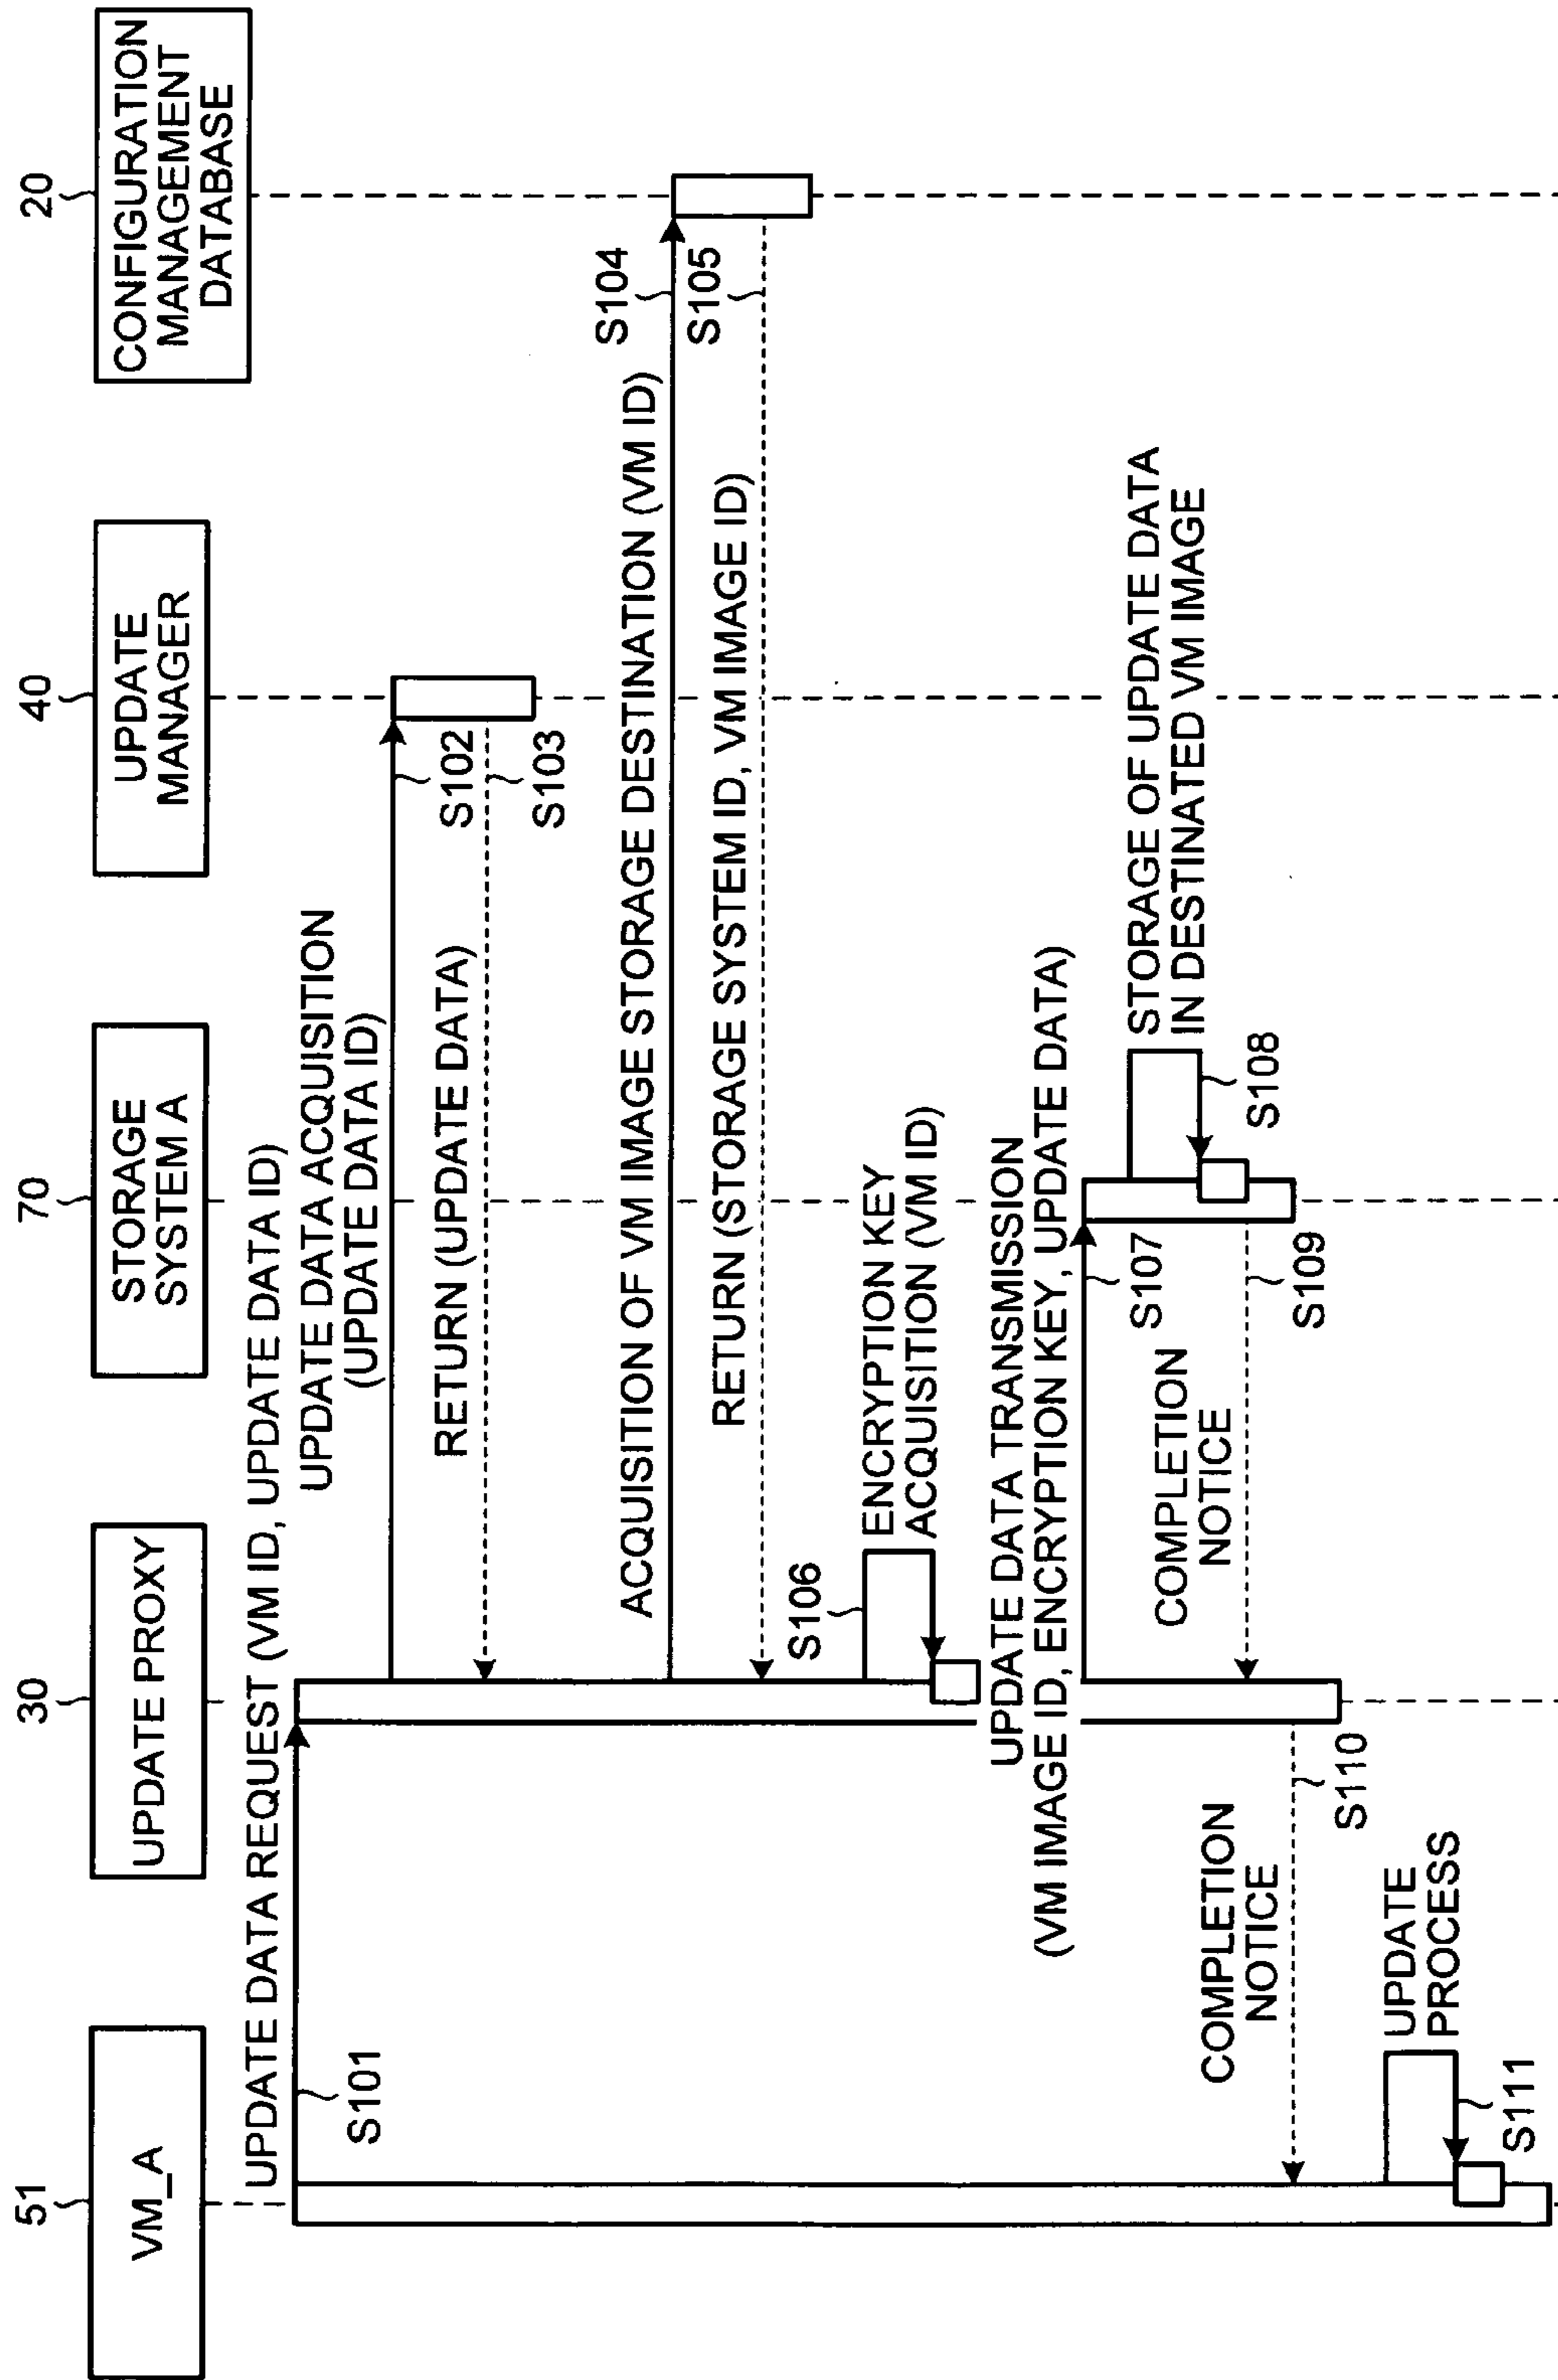 51
30
70
40
20
VM_A
UPDATE PROXY
STORAGE
SYSTEM A
UPDATE
MANAGER
CONFIGURATION
MANAGEMENT
DATABASE
UPDATE DATA REQUEST (VM ID, UPDATE DATA ID)
S101
UPDATE DATA ACQUISITION
(UPDATE DATA ID)
S102
RETURN (UPDATE DATA)
S103
ACQUISITION OF VM IMAGE STORAGE DESTINATION (VM ID)
S104
RETURN (STORAGE SYSTEM ID, VM IMAGE ID)
S105
S106
ENCRYPTION KEY
ACQUISITION (VM ID)
UPDATE DATA TRANSMISSION
(VM IMAGE ID, ENCRYPTION KEY, UPDATE DATA)
S107
STORAGE OF UPDATE DATA
IN DESTINATED VM IMAGE
S108
COMPLETION
NOTICE
S109
COMPLETION
NOTICE
S110
UPDATE
PROCESS
S111